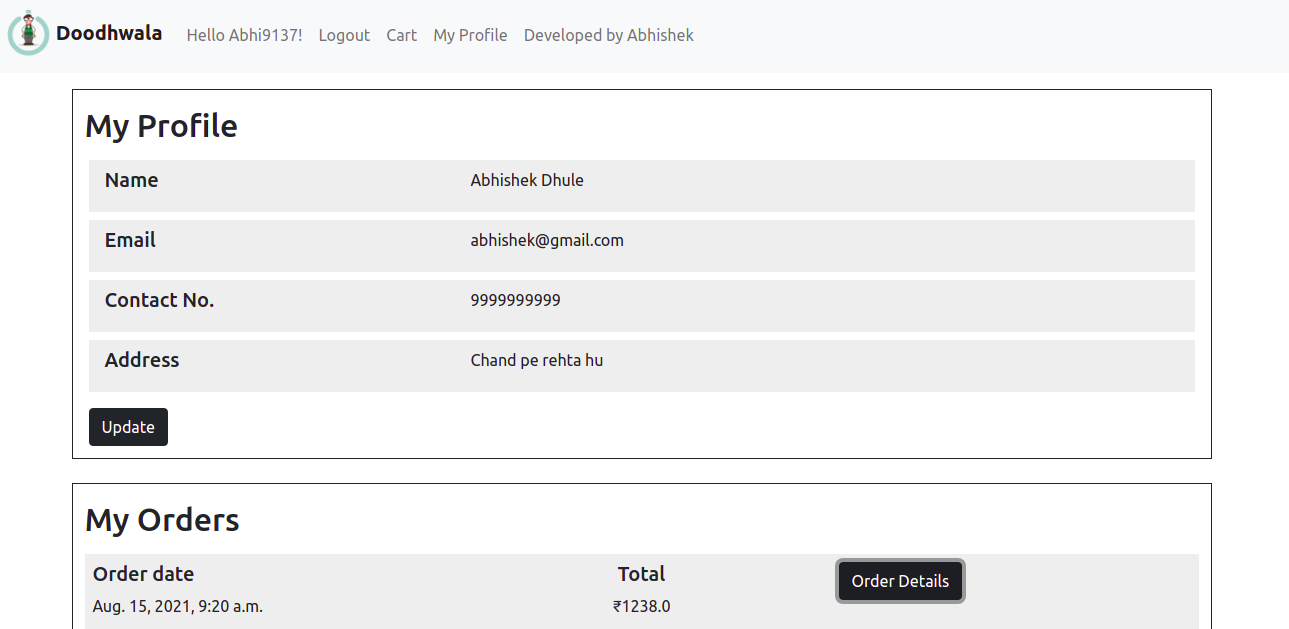 Doodhwala Hello Abhi9137! Logout Cart My Profile Developed by Abhishek
My Profile
Name Abhishek Dhule
Email abhishek@gmail.com
Contact No. 9999999999
Address Chand pe rehta hu
Update
My Orders
Order date Total Order Details
Aug. 15, 2021, 9:20 a.m. ₹1238.0